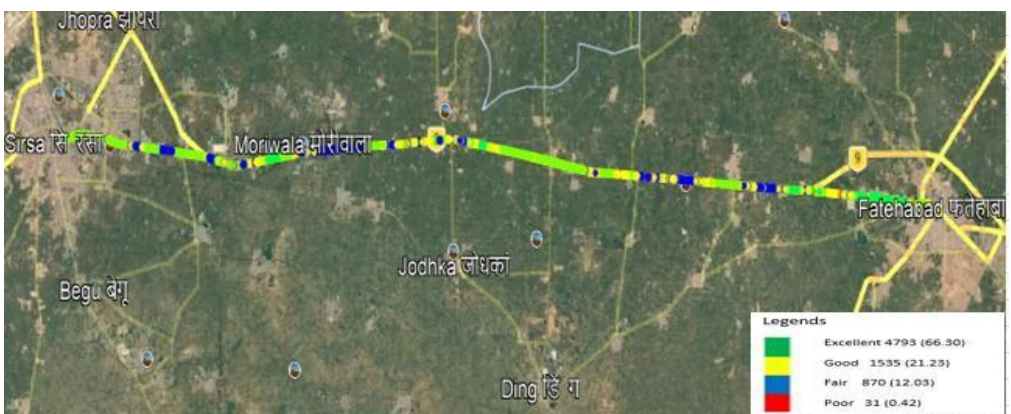 Jhopra झोपरा
Sirsa सिरसा
Moriwala मोरीवाला
9
Fatehabad फतेहाबा
Jodhka जोधका
Begu बेगू
Ding डिंग
Legends
Excellent 4793 (66.30)
Good 1535 (21.23)
Fair 870 (12.03)
Poor 31 (0.42)